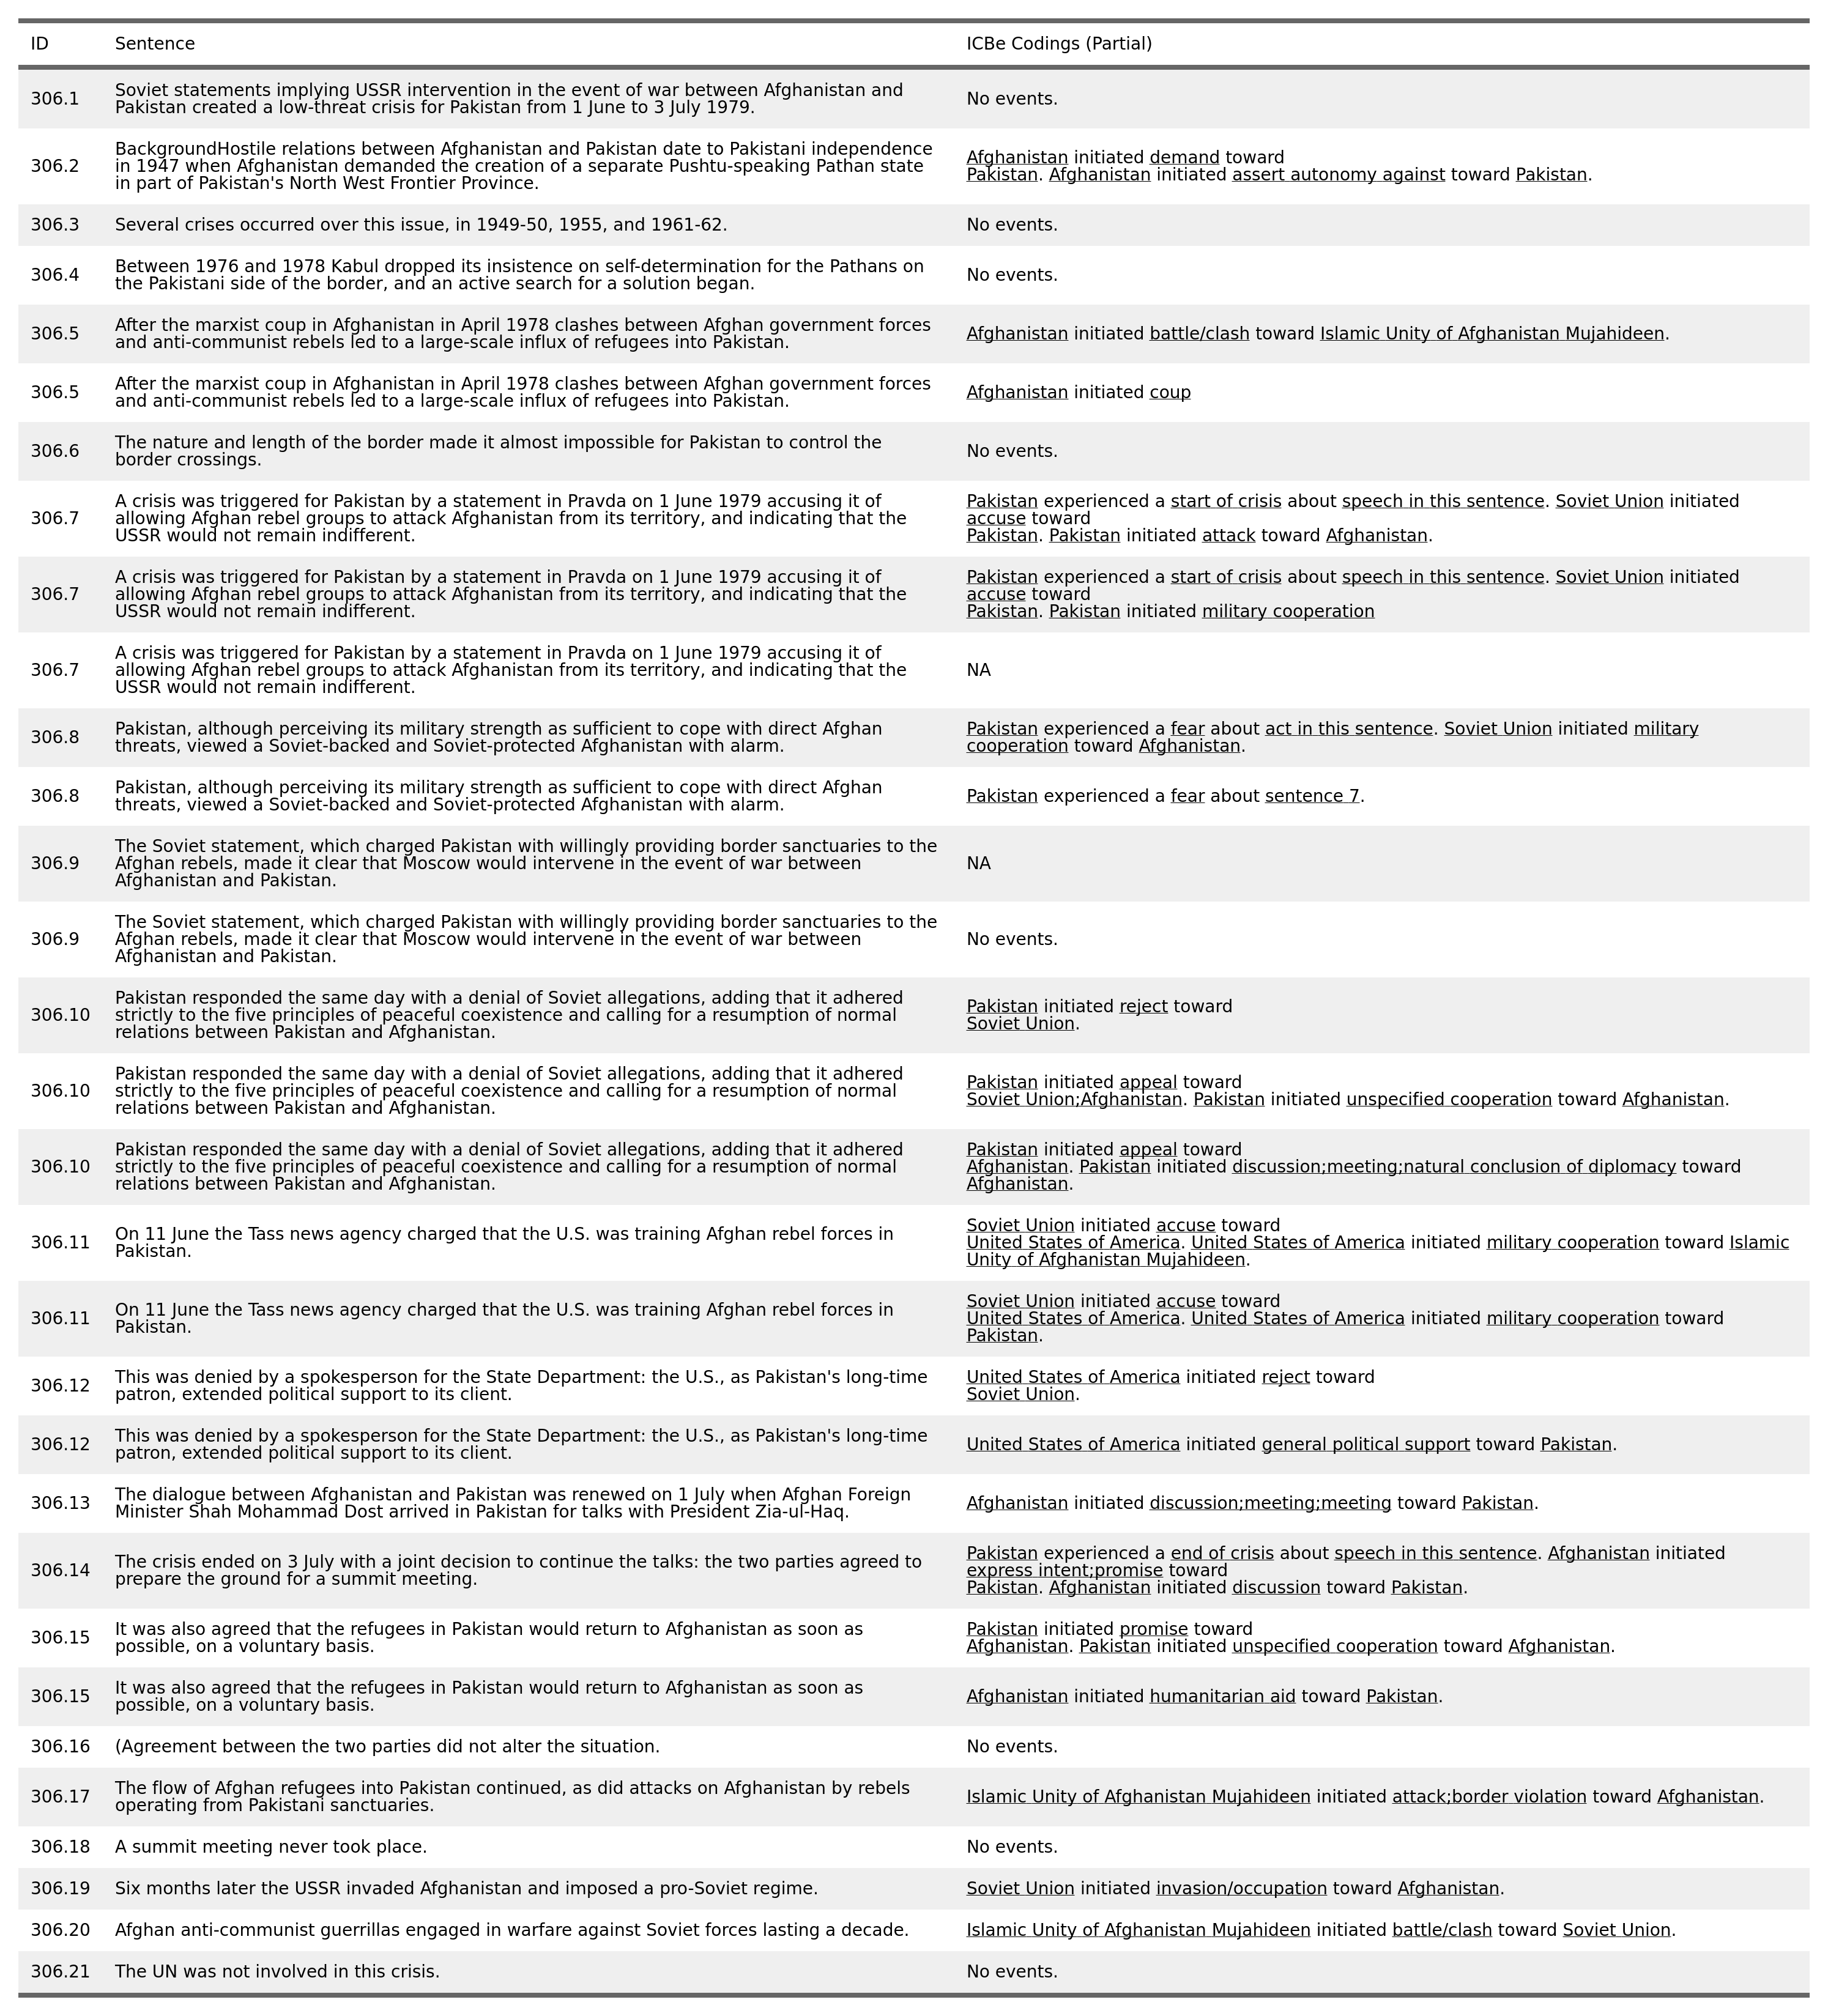 ID Sentence ICBe Codings (Partial)
306.1 Soviet statements implying USSR intervention in the event of war between Afghanistan and
Pakistan created a low-threat crisis for Pakistan from 1 June to 3 July 1979.
No events.
306.2 BackgroundHostile relations between Afghanistan and Pakistan date to Pakistani independence
in 1947 when Afghanistan demanded the creation of a separate Pushtu-speaking Pathan state
in part of Pakistan's North West Frontier Province.
Afghanistan initiated demand toward
Pakistan. Afghanistan initiated assert autonomy against toward Pakistan.
306.3 Several crises occurred over this issue, in 1949-50, 1955, and 1961-62.
No events.
306.4 Between 1976 and 1978 Kabul dropped its insistence on self-determination for the Pathans on
the Pakistani side of the border, and an active search for a solution began.
No events.
306.5 After the marxist coup in Afghanistan in April 1978 clashes between Afghan government forces
and anti-communist rebels led to a large-scale influx of refugees into Pakistan.
Afghanistan initiated battle/clash toward Islamic Unity of Afghanistan Mujahideen.
306.5 After the marxist coup in Afghanistan in April 1978 clashes between Afghan government forces
and anti-communist rebels led to a large-scale influx of refugees into Pakistan.
Afghanistan initiated coup
306.6 The nature and length of the border made it almost impossible for Pakistan to control the
border crossings.
No events.
306.7 A crisis was triggered for Pakistan by a statement in Pravda on 1 June 1979 accusing it of
allowing Afghan rebel groups to attack Afghanistan from its territory, and indicating that the
USSR would not remain indifferent.
Pakistan experienced a start of crisis about speech in this sentence. Soviet Union initiated
accuse toward
Pakistan. Pakistan initiated attack toward Afghanistan.
306.7 A crisis was triggered for Pakistan by a statement in Pravda on 1 June 1979 accusing it of
allowing Afghan rebel groups to attack Afghanistan from its territory, and indicating that the
USSR would not remain indifferent.
Pakistan experienced a start of crisis about speech in this sentence. Soviet Union initiated
accuse toward
Pakistan. Pakistan initiated military cooperation
306.7 A crisis was triggered for Pakistan by a statement in Pravda on 1 June 1979 accusing it of
allowing Afghan rebel groups to attack Afghanistan from its territory, and indicating that the
USSR would not remain indifferent.
NA
306.8 Pakistan, although perceiving its military strength as sufficient to cope with direct Afghan
threats, viewed a Soviet-backed and Soviet-protected Afghanistan with alarm.
Pakistan experienced a fear about act in this sentence. Soviet Union initiated military
cooperation toward Afghanistan.
306.8 Pakistan, although perceiving its military strength as sufficient to cope with direct Afghan
threats, viewed a Soviet-backed and Soviet-protected Afghanistan with alarm.
Pakistan experienced a fear about sentence 7.
306.9 The Soviet statement, which charged Pakistan with willingly providing border sanctuaries to the
Afghan rebels, made it clear that Moscow would intervene in the event of war between
Afghanistan and Pakistan.
NA
306.9 The Soviet statement, which charged Pakistan with willingly providing border sanctuaries to the
Afghan rebels, made it clear that Moscow would intervene in the event of war between
Afghanistan and Pakistan.
No events.
306.10 Pakistan responded the same day with a denial of Soviet allegations, adding that it adhered
strictly to the five principles of peaceful coexistence and calling for a resumption of normal
relations between Pakistan and Afghanistan.
Pakistan initiated reject toward
Soviet Union.
306.10 Pakistan responded the same day with a denial of Soviet allegations, adding that it adhered
strictly to the five principles of peaceful coexistence and calling for a resumption of normal
relations between Pakistan and Afghanistan.
Pakistan initiated appeal toward
Soviet Union;Afghanistan. Pakistan initiated unspecified cooperation toward Afghanistan.
306.10 Pakistan responded the same day with a denial of Soviet allegations, adding that it adhered
strictly to the five principles of peaceful coexistence and calling for a resumption of normal
relations between Pakistan and Afghanistan.
Pakistan initiated appeal toward
Afghanistan. Pakistan initiated discussion;meeting;natural conclusion of diplomacy toward
Afghanistan.
306.11 On 11 June the Tass news agency charged that the U.S. was training Afghan rebel forces in
Pakistan.
Soviet Union initiated accuse toward
United States of America. United States of America initiated military cooperation toward Islamic
Unity of Afghanistan Mujahideen.
306.11 On 11 June the Tass news agency charged that the U.S. was training Afghan rebel forces in
Pakistan.
Soviet Union initiated accuse toward
United States of America. United States of America initiated military cooperation toward
Pakistan.
306.12 This was denied by a spokesperson for the State Department: the U.S., as Pakistan's long-time
patron, extended political support to its client.
United States of America initiated reject toward
Soviet Union.
306.12 This was denied by a spokesperson for the State Department: the U.S., as Pakistan's long-time
patron, extended political support to its client.
United States of America initiated general political support toward Pakistan.
306.13 The dialogue between Afghanistan and Pakistan was renewed on 1 July when Afghan Foreign
Minister Shah Mohammad Dost arrived in Pakistan for talks with President Zia-ul-Haq.
Afghanistan initiated discussion;meeting;meeting toward Pakistan.
306.14 The crisis ended on 3 July with a joint decision to continue the talks: the two parties agreed to
prepare the ground for a summit meeting.
Pakistan experienced a end of crisis about speech in this sentence. Afghanistan initiated
express intent;promise toward
Pakistan. Afghanistan initiated discussion toward Pakistan.
306.15 It was also agreed that the refugees in Pakistan would return to Afghanistan as soon as
possible, on a voluntary basis.
Pakistan initiated promise toward
Afghanistan. Pakistan initiated unspecified cooperation toward Afghanistan.
306.15 It was also agreed that the refugees in Pakistan would return to Afghanistan as soon as
possible, on a voluntary basis.
Afghanistan initiated humanitarian aid toward Pakistan.
306.16 (Agreement between the two parties did not alter the situation.
No events.
306.17 The flow of Afghan refugees into Pakistan continued, as did attacks on Afghanistan by rebels
operating from Pakistani sanctuaries.
Islamic Unity of Afghanistan Mujahideen initiated attack;border violation toward Afghanistan.
306.18 A summit meeting never took place.
No events.
306.19 Six months later the USSR invaded Afghanistan and imposed a pro-Soviet regime.
Soviet Union initiated invasion/occupation toward Afghanistan.
306.20 Afghan anti-communist guerrillas engaged in warfare against Soviet forces lasting a decade.
Islamic Unity of Afghanistan Mujahideen initiated battle/clash toward Soviet Union.
306.21 The UN was not involved in this crisis.
No events.